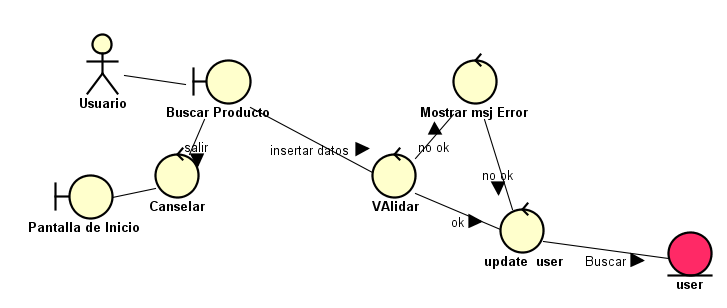 Usuario
Buscar Producto
Mostrar msj Error
salir
insertar datos
no ok
Canselar
VAlidar
no ok
Pantalla de Inicio
ok
update user
Buscar
user